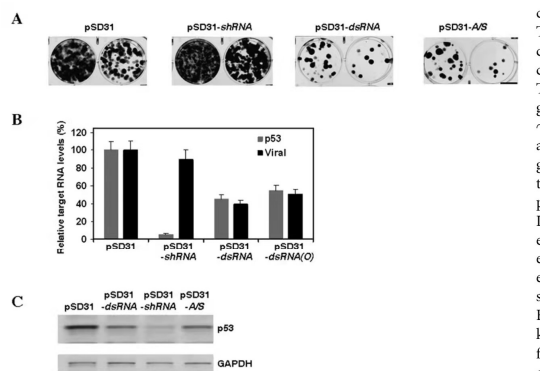 A
pSD31 pSD31-shRNA pSD31-dsRNA pSD31-A/S
B
Relative target RNA levels (%)
120
100
80
60
40
20
0
p53
Viral
pSD31 pSD31 pSD31 pSD31
-shRNA -dsRNA -dsRNA(O)
C
pSD31 pSD31 pSD31 pSD31
-dsRNA -shRNA -A/S
p53
GAPDH